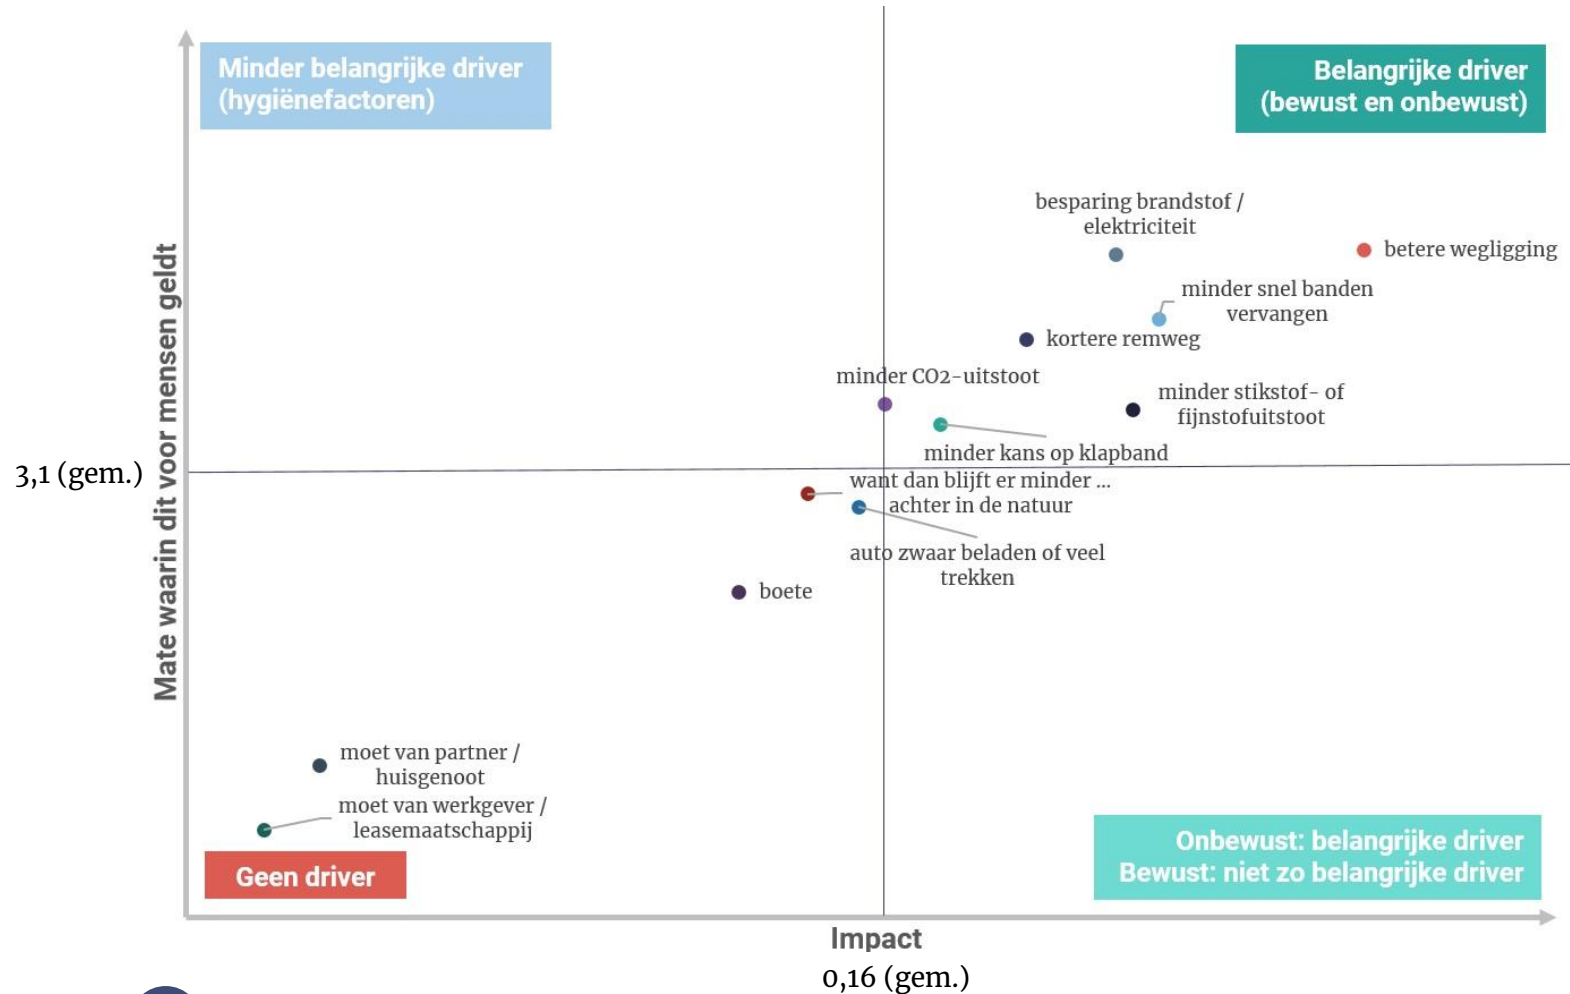 Minder belangrijke driver
(hygiënefactoren)
Belangrijke driver
(bewust en onbewust)
besparing brandstof /
elektriciteit
betere wegligging
minder snel banden
vervangen
kortere remweg
minder CO2-uitstoot
minder stikstof- of
fijnstofuitstoot
minder kans op klapband
Mate waarin dit voor mensen geldt
3,1 (gem.)
want dan blijft er minder ...
achter in de natuur
auto zwaar beladen of veel
trekken
boete
moet van partner /
huisgenoot
moet van werkgever /
leasemaatschappij
Geen driver
Onbewust: belangrijke driver
Bewust: niet zo belangrijke driver
Impact
0,16 (gem.)